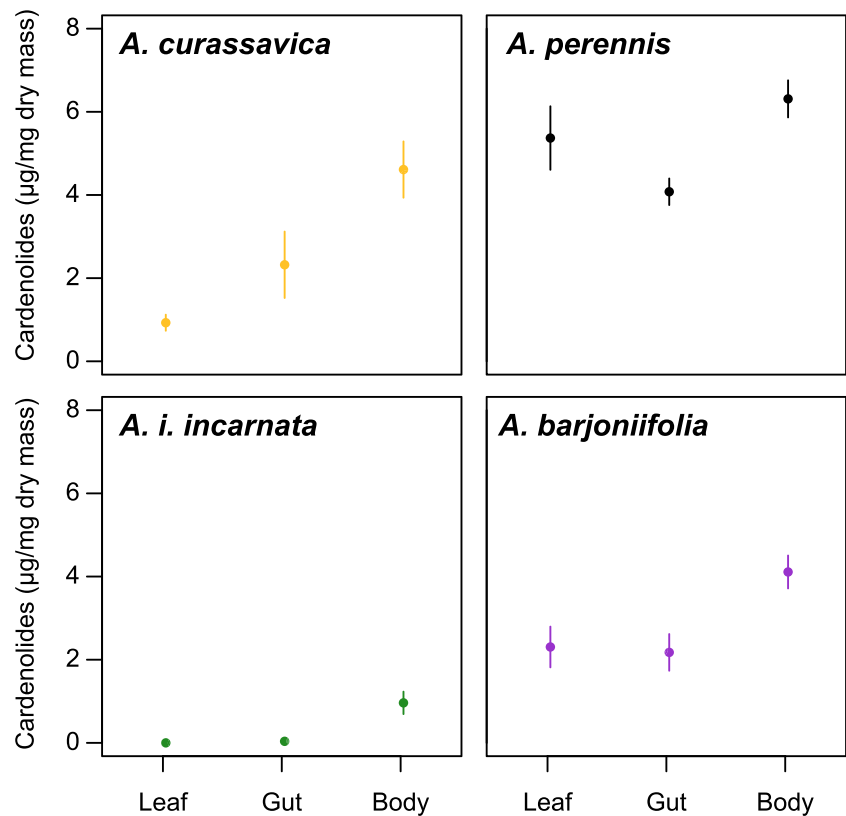 A. curassavica
A. perennis
Cardenolides (μg/mg dry mass)
8
6
4
2
0
A. i. incarnata
A. barjoniifolia
Cardenolides (μg/mg dry mass)
8
6
4
2
0
Leaf Gut Body Leaf Gut Body